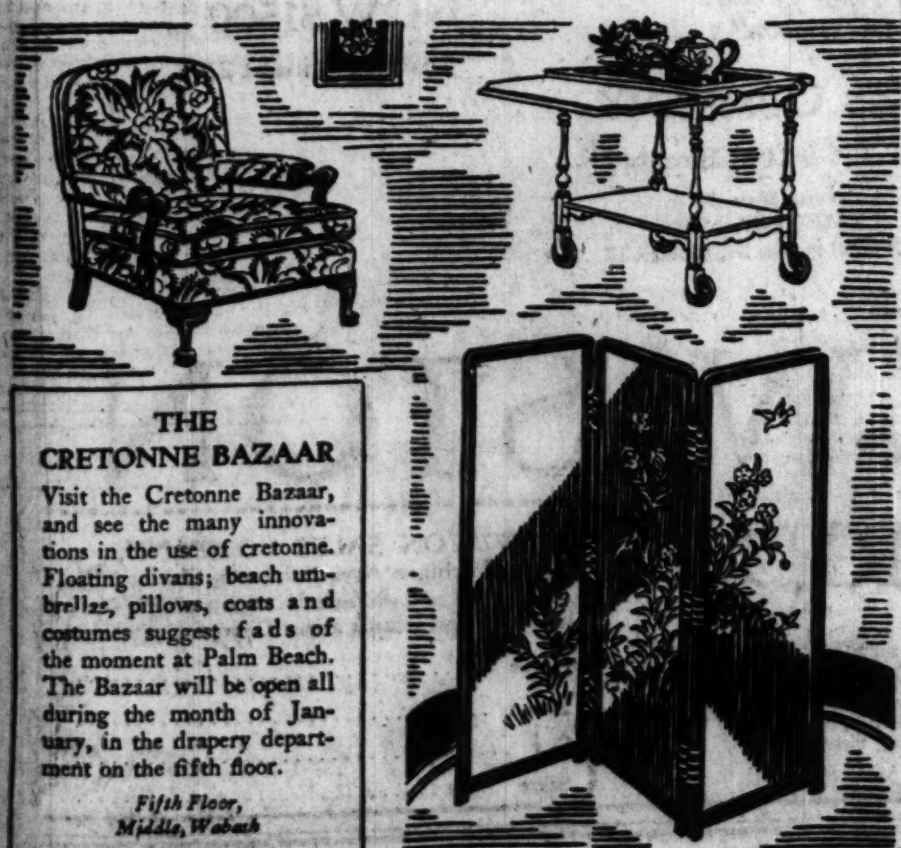 THE
CRETONNE BAZAAR
Visit the Cretonne Bazaar,
and see the many innova-
tions in the use of cretonne.
Floating divans; beach um-
brellas, pillows, coats and
costumes suggest fads of
the moment at Palm Beach.
The Bazaar will be open all
during the month of Jan-
uary, in the drapery depart-
ment on the fifth floor.
Fifth Floor,
Middle, Wabash